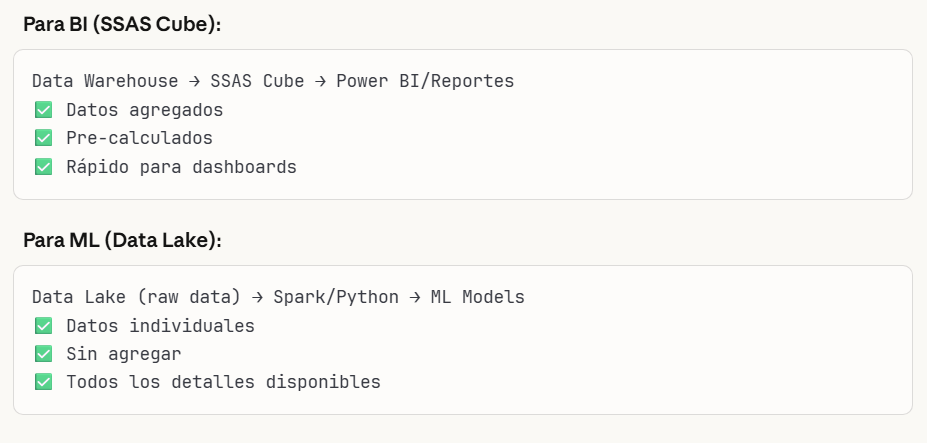 Para BI (SSAS Cube):
Data Warehouse → SSAS Cube → Power BI/Reportes
✅ Datos agregados
✅ Pre-calculados
✅ Rápido para dashboards
Para ML (Data Lake):
Data Lake (raw data) → Spark/Python → ML Models
✅ Datos individuales
✅ Sin agregar
✅ Todos los detalles disponibles